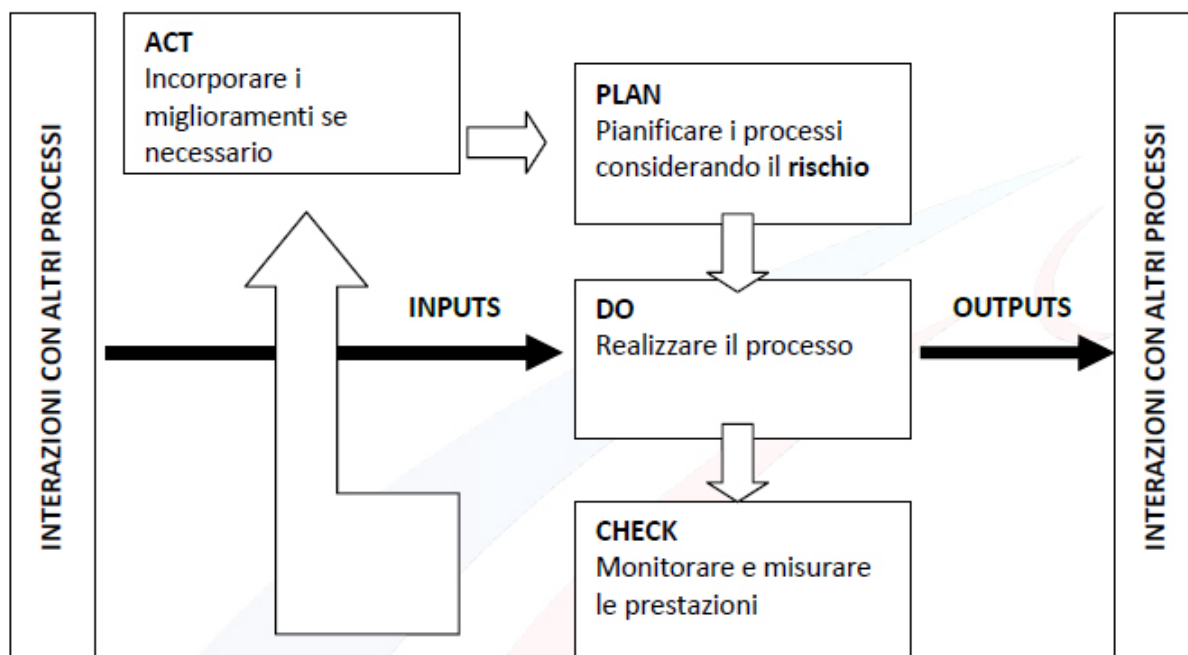 INTERAZIONI CON ALTRI PROCESSI
ACT
Incorporare i
miglioramenti se
necessario
PLAN
Pianificare i processi
considerando il rischio
INPUTS
DO
Realizzare il processo
OUTPUTS
CHECK
Monitorare e misurare
le prestazioni
INTERAZIONI CON ALTRI PROCESSI